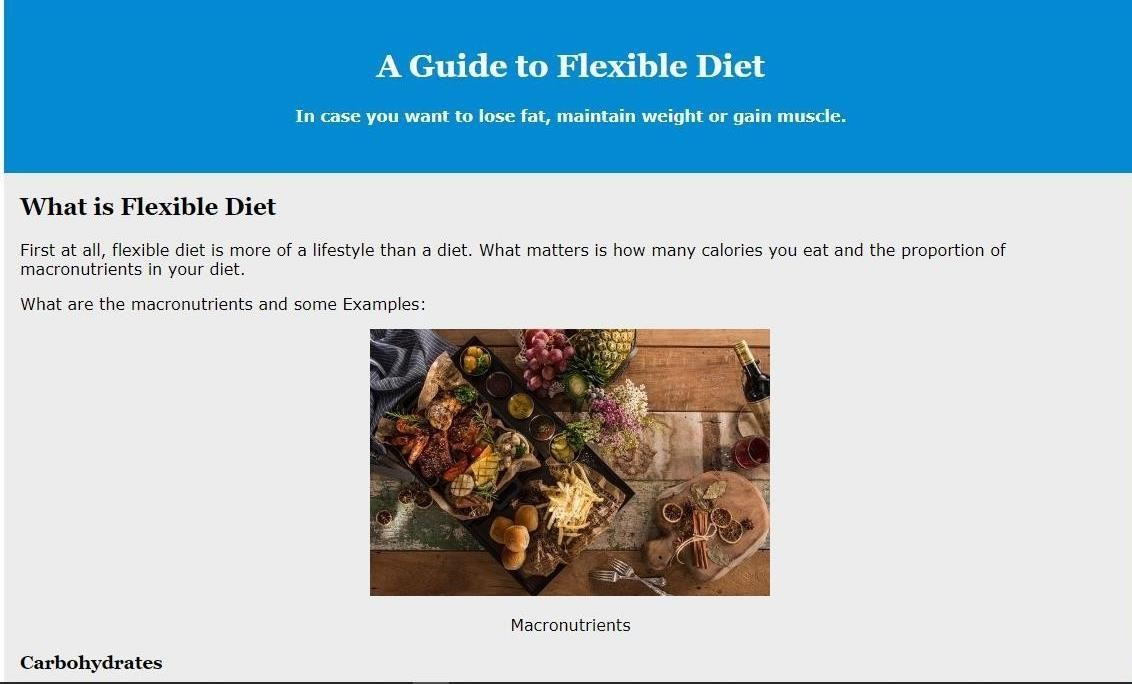 A Guide to Flexible Diet
In case you want to lose fat, maintain weight or gain muscle.
What is Flexible Diet
First at all, flexible diet is more of a lifestyle than a diet. What matters is how many calories you eat and the proportion of
macronutrients in your diet.
What are the macronutrients and some Examples:
Macronutrients
Carbohydrates